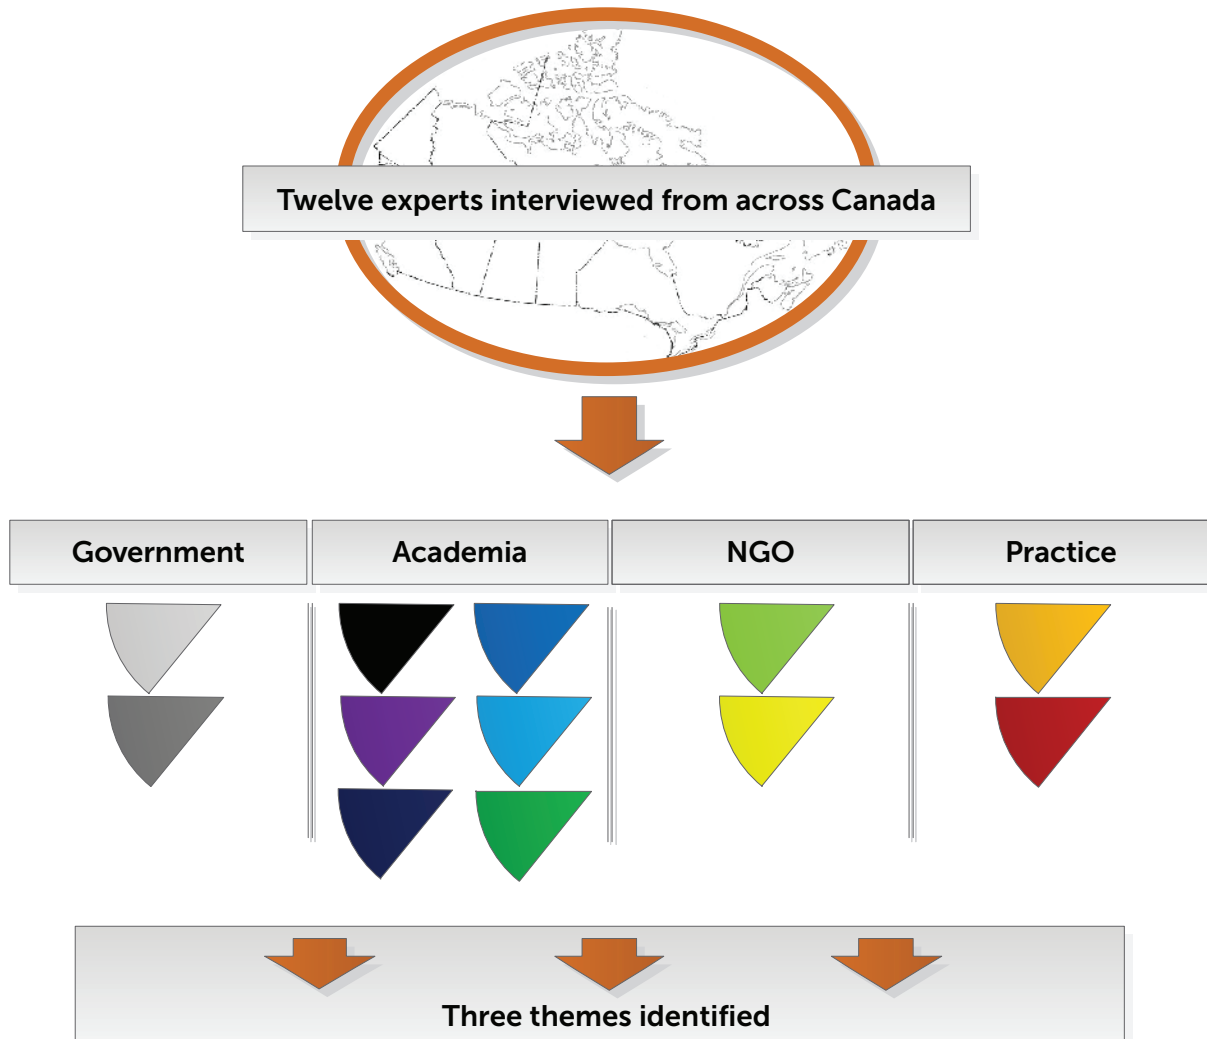 Twelve experts interviewed from across Canada
Government
Academia
NGO
Practice
Three themes identified